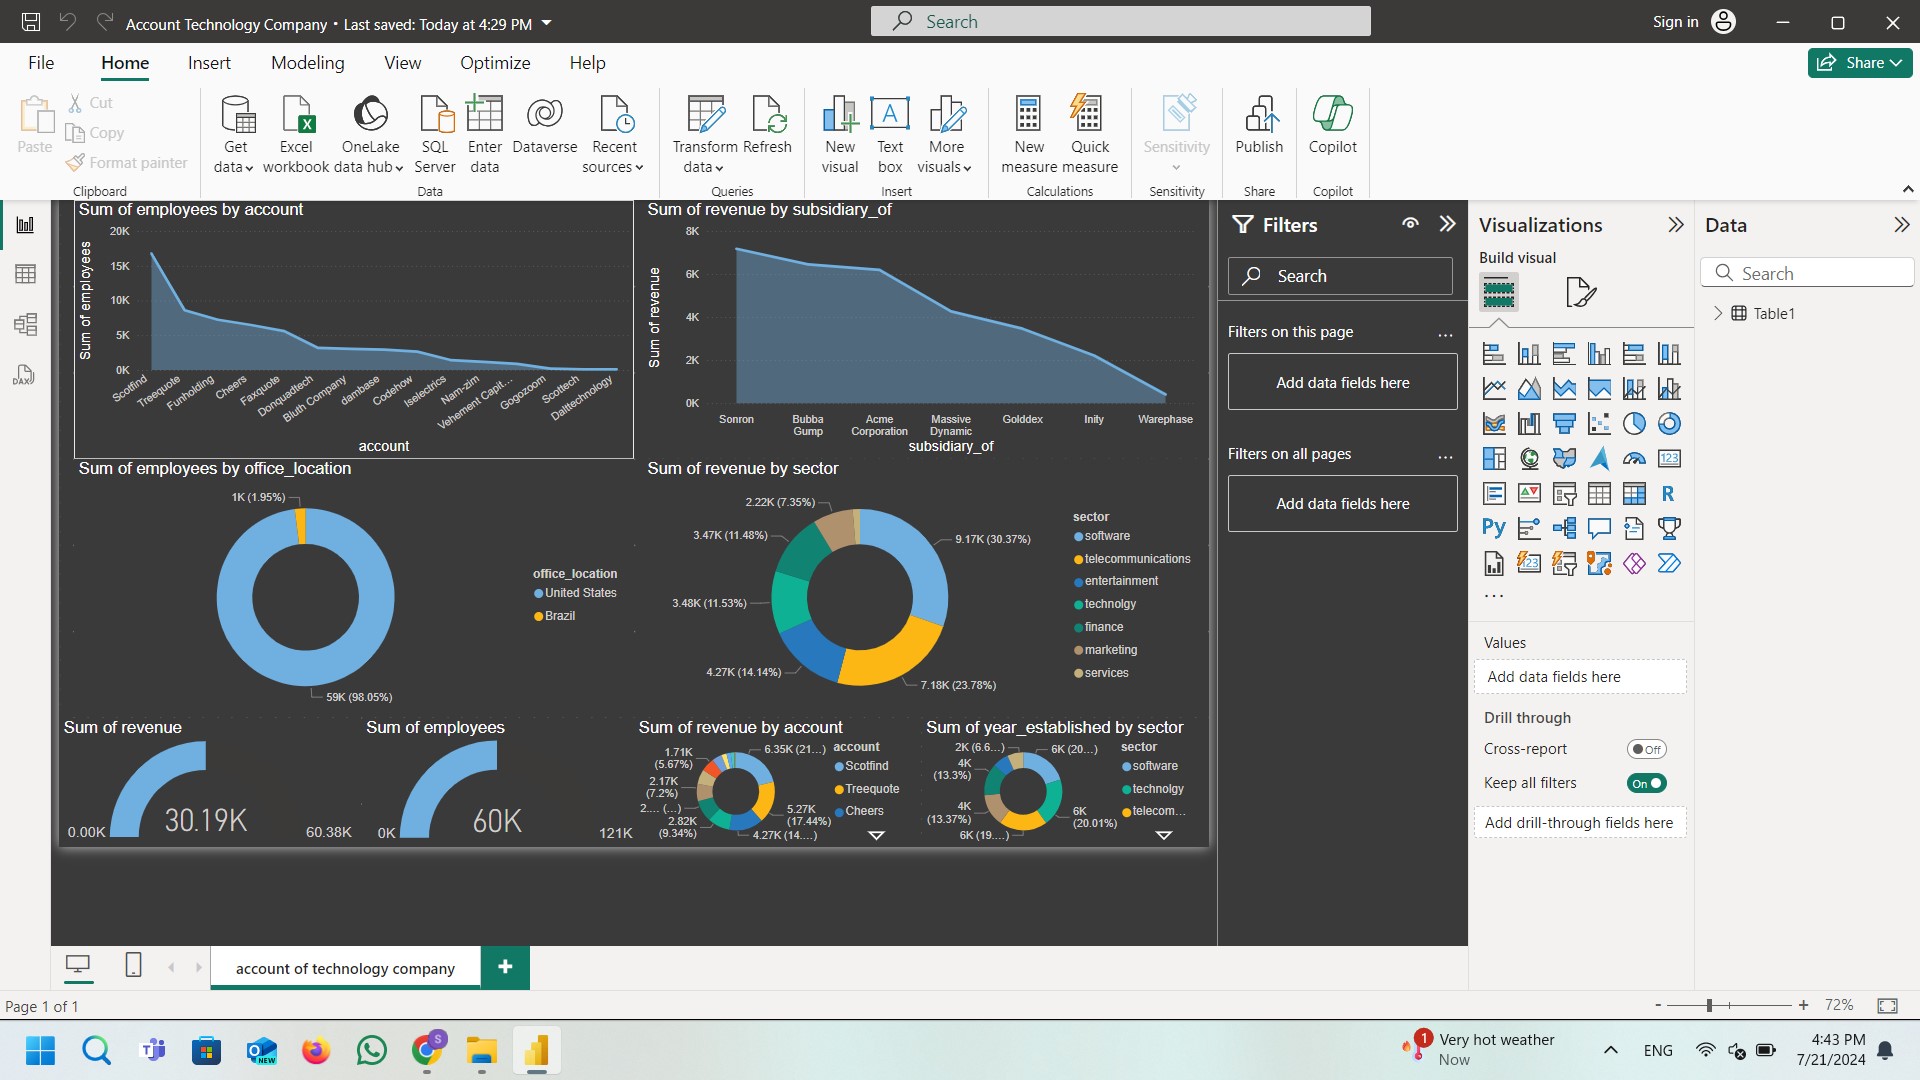 Account Technology Company • Last saved: Today at 4:29 PM
Search
Sign in
File
Home
Insert
Modeling
View
Optimize
Help
Share
Paste
Cut
Copy
Format painter
Clipboard
Get data
Excel workbook
OneLake data hub
SQL Server
Enter data
Dataverse
Recent sources
Data
Transform data
Refresh
Queries
New visual
Text box
More visuals
Insert
New measure
Quick measure
Calculations
Sensitivity
Sensitivity
Publish
Share
Copilot
Copilot
Sum of employees by account
Sum of employees
20K
15K
10K
5K
0K
Scotfind
Treequote
Funholding
Cheers
Faxquote
Donquadtech
Bluth Company
dambase
Codehow
Iselectrics
Nam-zim
Vehement Capit...
Gogozoom
Scottech
Dalttechnology
account
Sum of revenue by subsidiary_of
Sum of revenue
8K
6K
4K
2K
0K
Sonron
Bubba Gump
Acme Corporation
Massive Dynamic
Golddex
Inity
Warephase
subsidiary_of
Sum of employees by office_location
1K (1.95%)
59K (98.05%)
office_location
United States
Brazil
Sum of revenue by sector
2.22K (7.35%)
3.47K (11.48%)
3.48K (11.53%)
4.27K (14.14%)
9.17K (30.37%)
7.18K (23.78%)
sector
software
telecommunications
entertainment
technolgy
finance
marketing
services
Sum of revenue
0.00K
30.19K
60.38K
Sum of employees
0K
60K
121K
Sum of revenue by account
1.71K (5.67%)
2.17K (7.2%)
2.... (...)
2.82K (9.34%)
6.35K (21...)
5.27K (17.44%)
4.27K (14....)
account
Scotfind
Treequote
Cheers
Sum of year_established by sector
2K (6.6...)
4K (13.3%)
4K (13.37%)
6K (19....)
6K (20...)
6K (20.01%)
sector
software
technolgy
telecom...
Filters
Search
Filters on this page
...
Add data fields here
Filters on all pages
...
Add data fields here
Visualizations
Build visual
123
R
Py
123
...
Values
Add data fields here
Drill through
Cross-report
Off
Keep all filters
On
Add drill-through fields here
Data
Search
Table1
DAX
account of technology company
+
Page 1 of 1
- + 72%
NEW
S
1
Very hot weather
Now
ENG
4:43 PM
7/21/2024